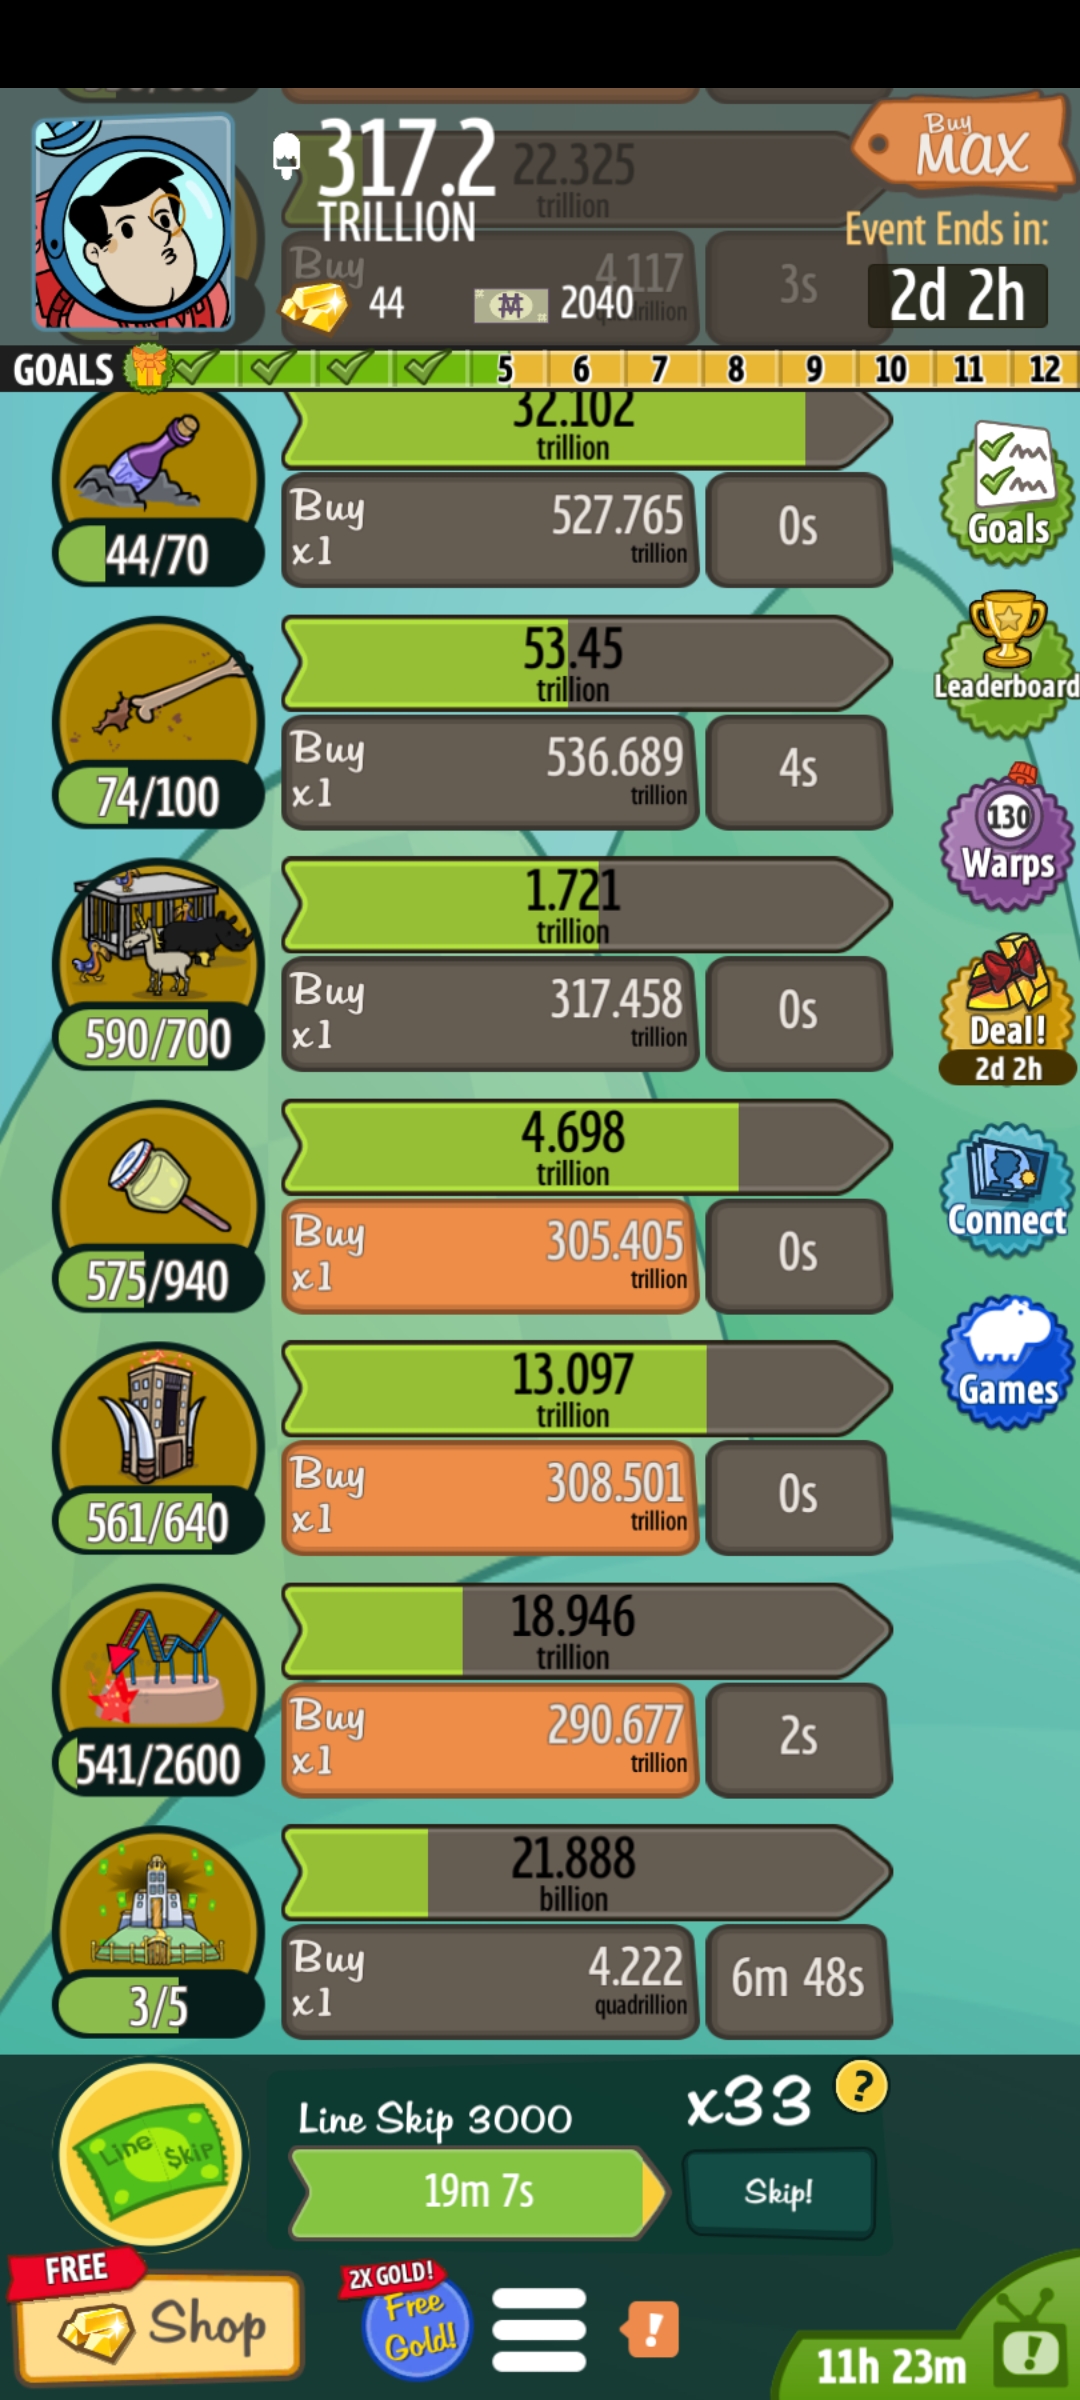 317.2
TRILLION
22.325
trillion
Buy
MAX
Event Ends in:
2d 2h
Buy
4.117
3s
44
2040
GOALS
5
6
7
8
9
10
11
12
32.102
trillion
Buy
x1
527.765
trillion
0s
44/70
Goals
53.45
trillion
Buy
x1
536.689
trillion
4s
74/100
Leaderboard
1.721
trillion
Buy
x1
317.458
trillion
0s
590/700
130
Warps
Deal!
2d 2h
4.698
trillion
Buy
x1
305.405
trillion
0s
575/940
Connect
13.097
trillion
Buy
x1
308.501
trillion
0s
561/640
Games
18.946
trillion
Buy
x1
290.677
trillion
2s
541/2600
21.888
billion
Buy
x1
4.222
quadrillion
6m 48s
3/5
Line $kip
Line Skip 3000
19m 7s
x33
?
Skip!
FREE
Shop
2X GOLD!
Free
Gold!
!
11h 23m
!